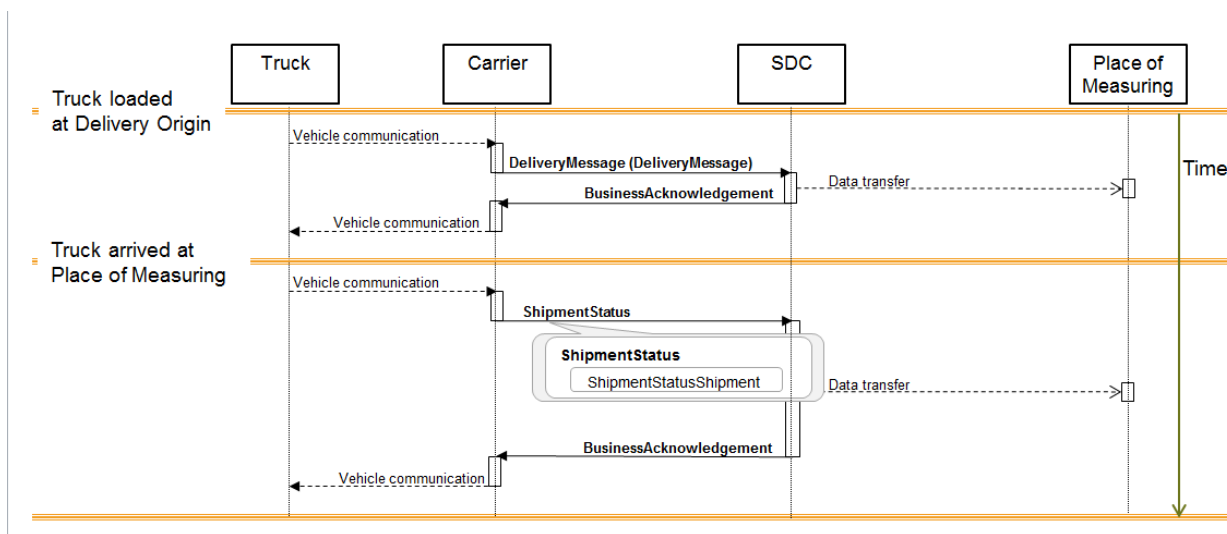 Truck
Carrier
SDC
Place of
Measuring
Truck loaded
at Delivery Origin
Vehicle communication
DeliveryMessage (DeliveryMessage)
Time
Data transfer
BusinessAcknowledgement
Vehicle communication
Truck arrived at
Place of Measuring
Vehicle communication
ShipmentStatus
ShipmentStatus
ShipmentStatusShipment
Data transfer
BusinessAcknowledgement
Vehicle communication